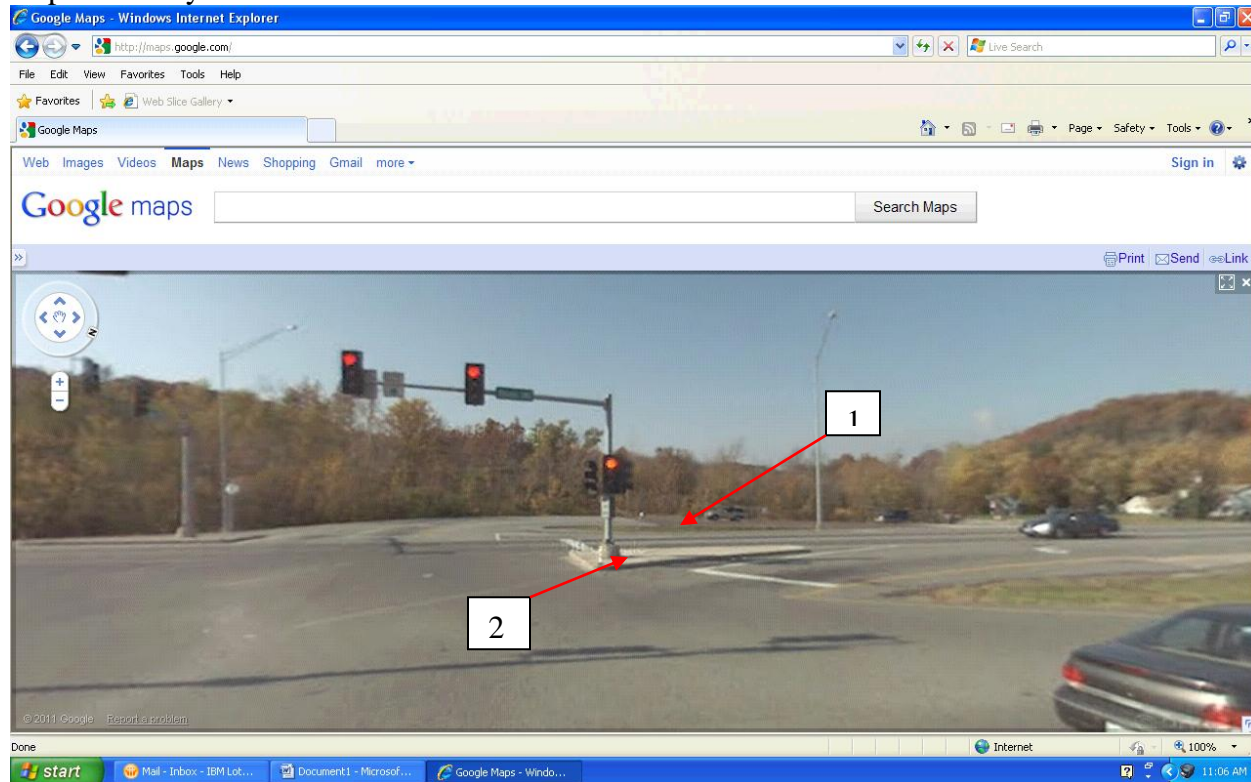 Google Maps - Windows Internet Explorer
http://maps.google.com/
Live Search
File Edit View Favorites Tools Help
Favorites Web Slice Gallery
Google Maps
Page Safety Tools
Web Images Videos Maps News Shopping Gmail more
Sign in
Google maps
Search Maps
» Print Send Link
N
1
2
© 2011 Google Report a problem
Done
Internet
100%
start
Mail - Inbox - IBM Lot...
Document1 - Microsof...
Google Maps - Windo...
11:06 AM